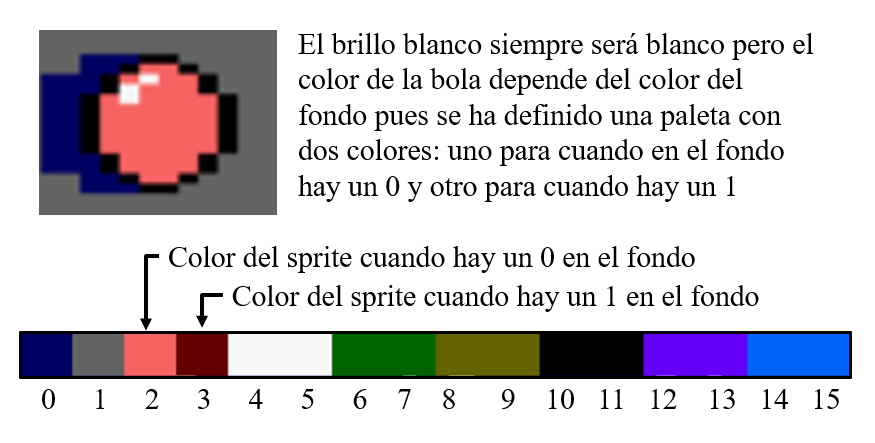 El brillo blanco siempre será blanco pero el
color de la bola depende del color del
fondo pues se ha definido una paleta con
dos colores: uno para cuando en el fondo
hay un 0 y otro para cuando hay un 1
Color del sprite cuando hay un 0 en el fondo
Color del sprite cuando hay un 1 en el fondo
0 1 2 3 4 5 6 7 8 9 10 11 12 13 14 15